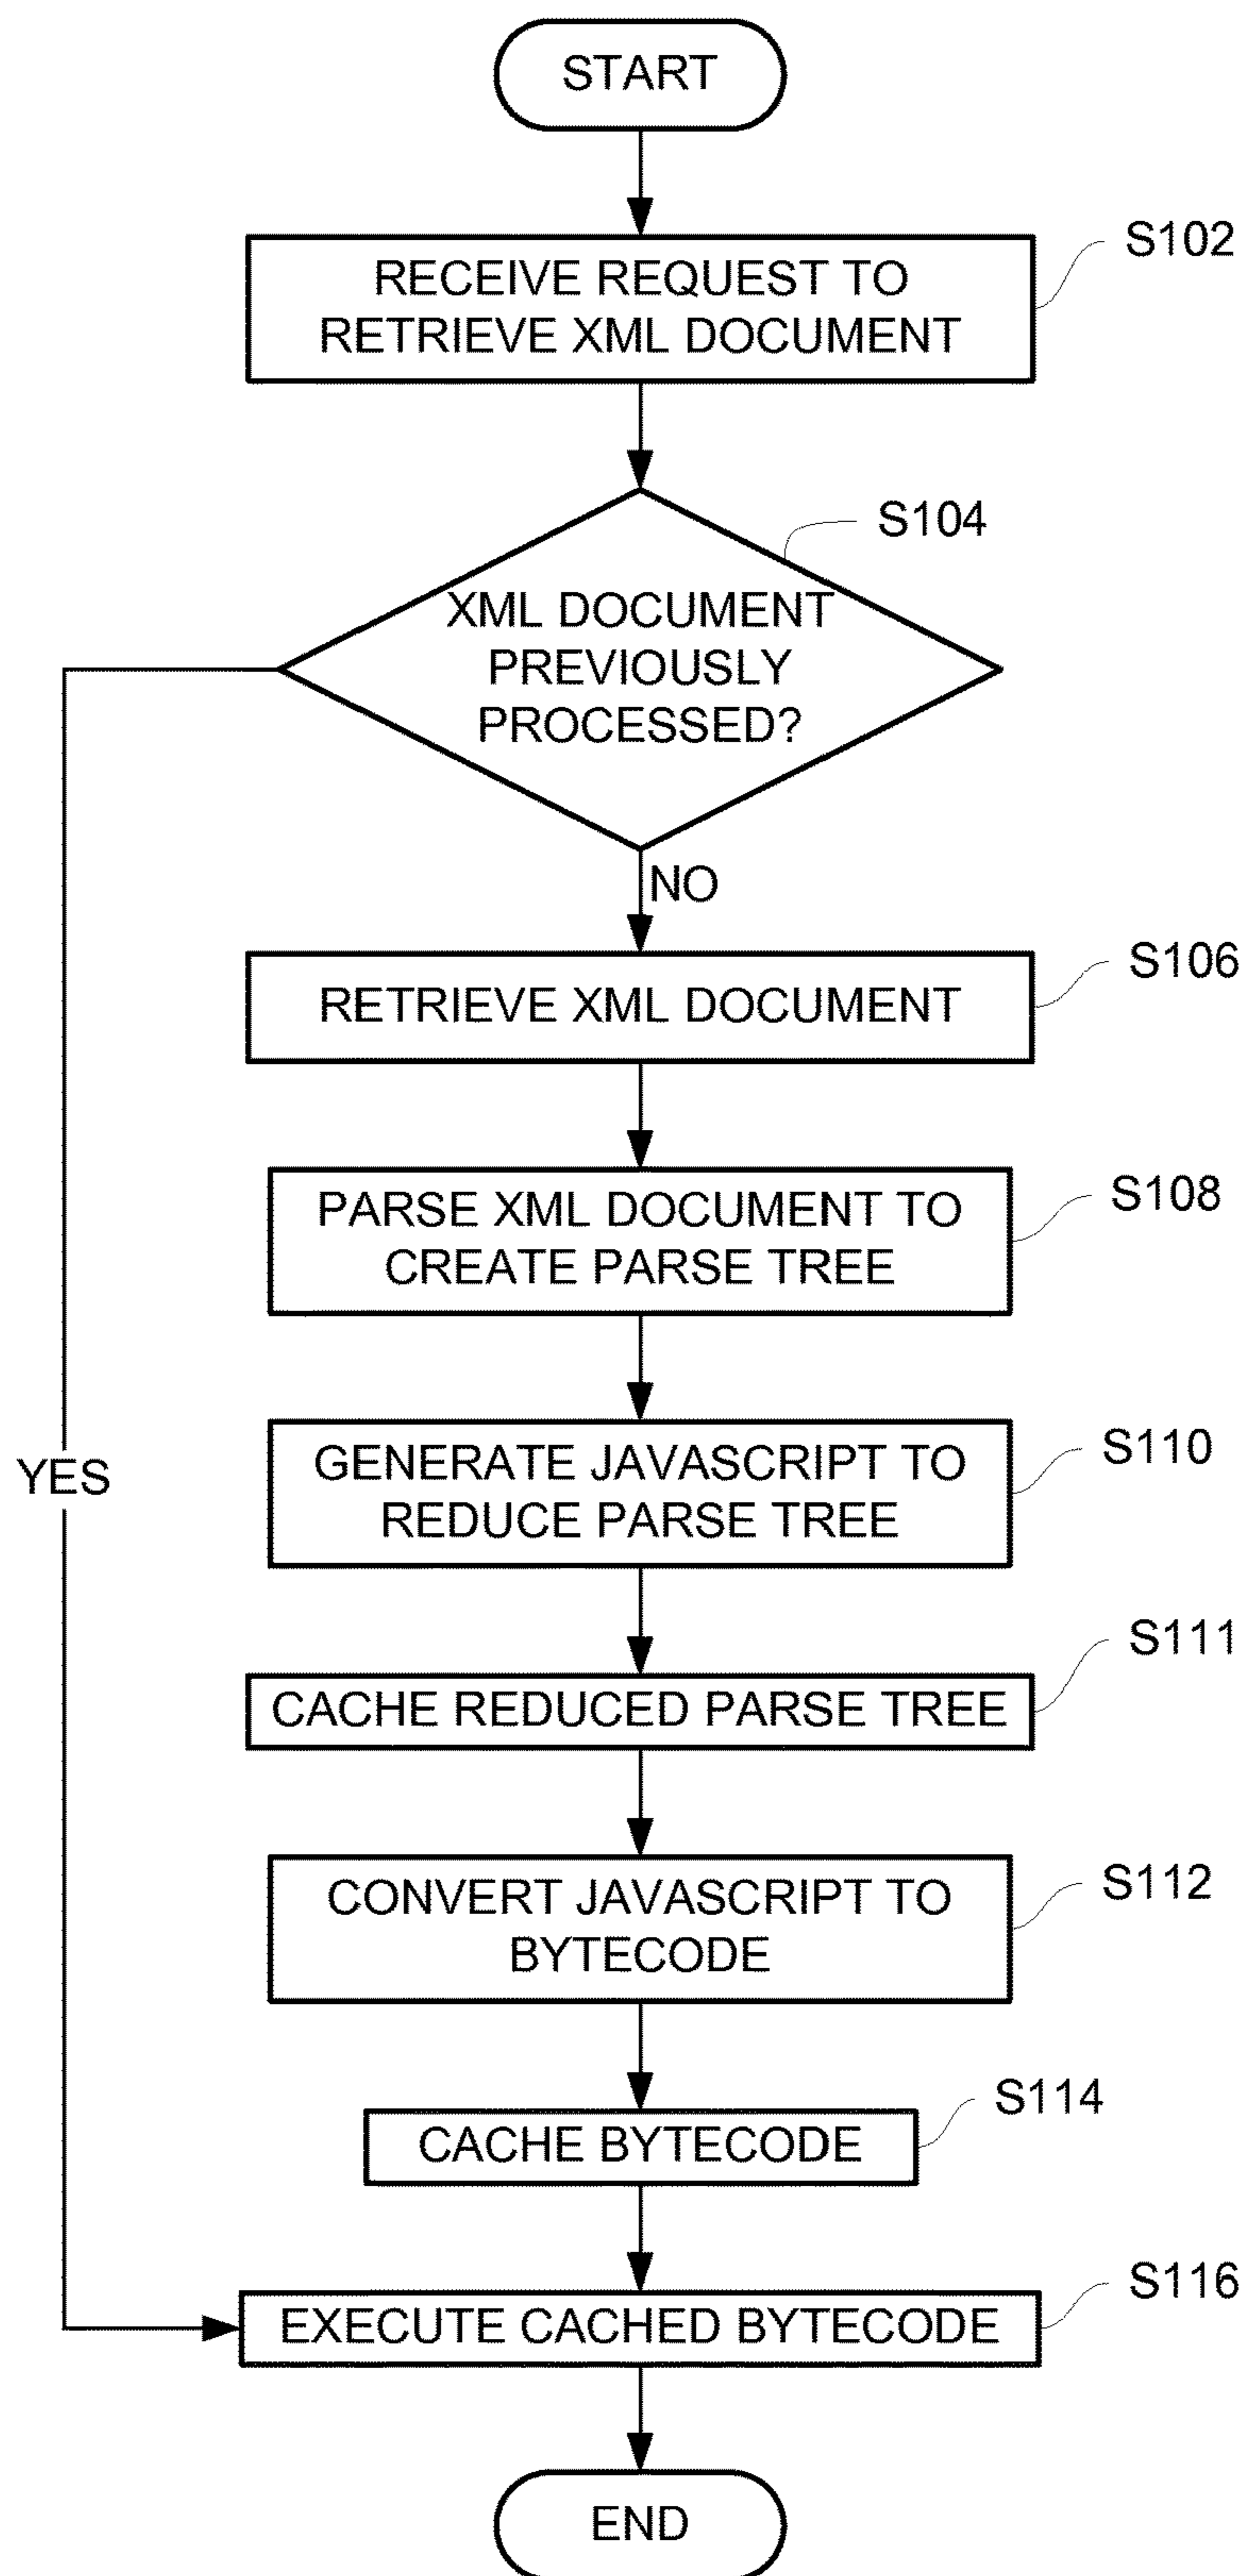 START
S102
RECEIVE REQUEST TO
RETRIEVE XML DOCUMENT
S104
XML DOCUMENT
PREVIOUSLY
PROCESSED?
NO
S106
RETRIEVE XML DOCUMENT
S108
PARSE XML DOCUMENT TO
CREATE PARSE TREE
S110
GENERATE JAVASCRIPT TO
REDUCE PARSE TREE
YES
S111
CACHE REDUCED PARSE TREE
S112
CONVERT JAVASCRIPT TO
BYTECODE
S114
CACHE BYTECODE
S116
EXECUTE CACHED BYTECODE
END